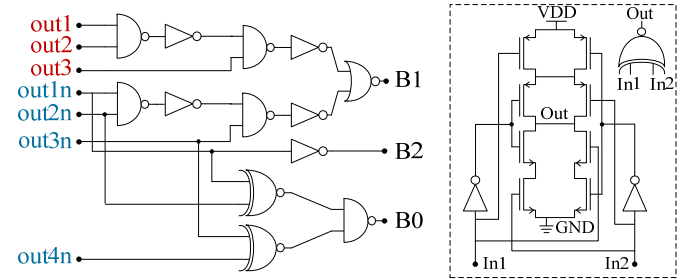 out1
out2
out3
out1n
out2n
out3n
out4n
B1
B2
B0
VDD
Out
In1 In2
Out
GND
In1
In2